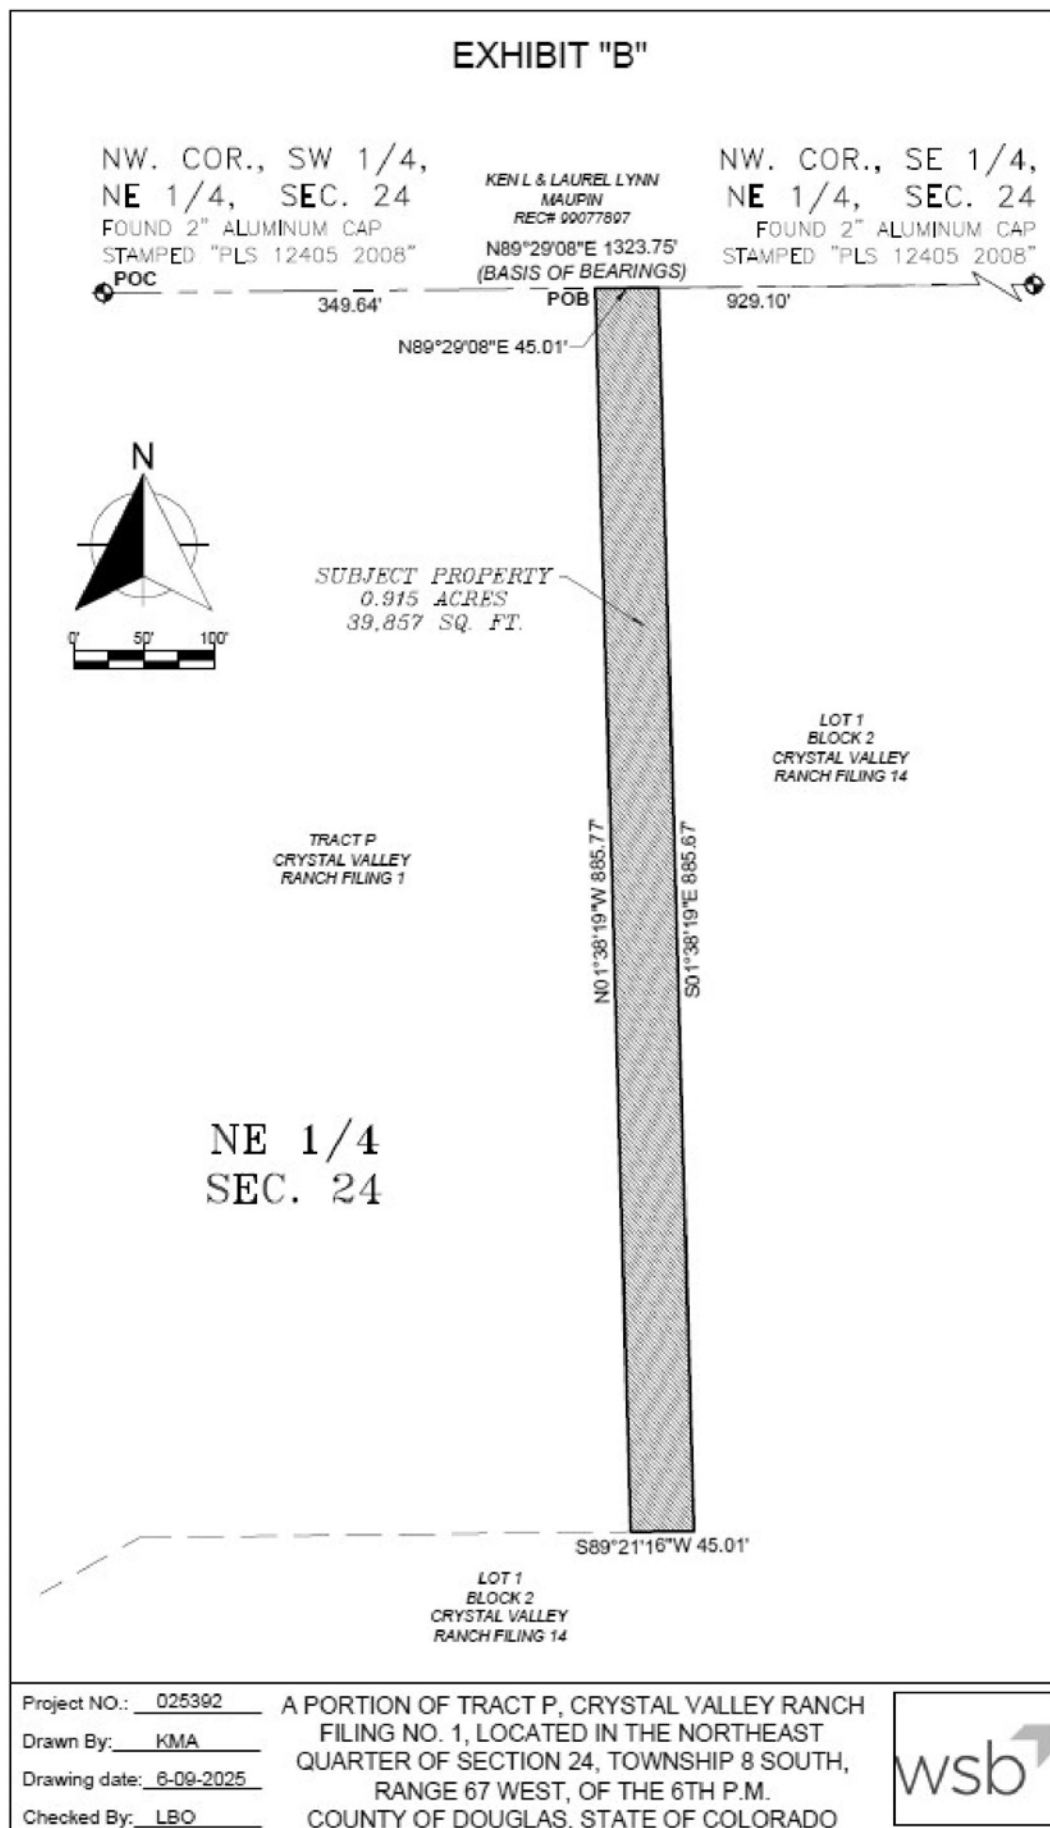 EXHIBIT "B"
NW. COR., SW 1/4,
NE 1/4, SEC. 24
FOUND 2" ALUMINUM CAP
STAMPED "PLS 12405 2008"
KEN L & LAUREL LYNN
MAUPIN
REC# 99077897
N89°29'08"E 1323.75'
(BASIS OF BEARINGS)
NW. COR., SE 1/4,
NE 1/4, SEC. 24
FOUND 2" ALUMINUM CAP
STAMPED "PLS 12405 2008"
POC
349.64'
POB
929.10'
N89°29'08"E 45.01'
N
0' 50' 100'
SUBJECT PROPERTY
0.915 ACRES
39,857 SQ. FT.
LOT 1
BLOCK 2
CRYSTAL VALLEY
RANCH FILING 14
TRACT P
CRYSTAL VALLEY
RANCH FILING 1
N01°38'19"W 885.77'
S01°38'19"E 885.67'
NE 1/4
SEC. 24
S89°21'16"W 45.01'
LOT 1
BLOCK 2
CRYSTAL VALLEY
RANCH FILING 14
Project NO.: 025392
Drawn By: KMA
Drawing date: 6-09-2025
Checked By: LBO
A PORTION OF TRACT P, CRYSTAL VALLEY RANCH
FILING NO. 1, LOCATED IN THE NORTHEAST
QUARTER OF SECTION 24, TOWNSHIP 8 SOUTH,
RANGE 67 WEST, OF THE 6TH P.M.
COUNTY OF DOUGLAS, STATE OF COLORADO
wsb